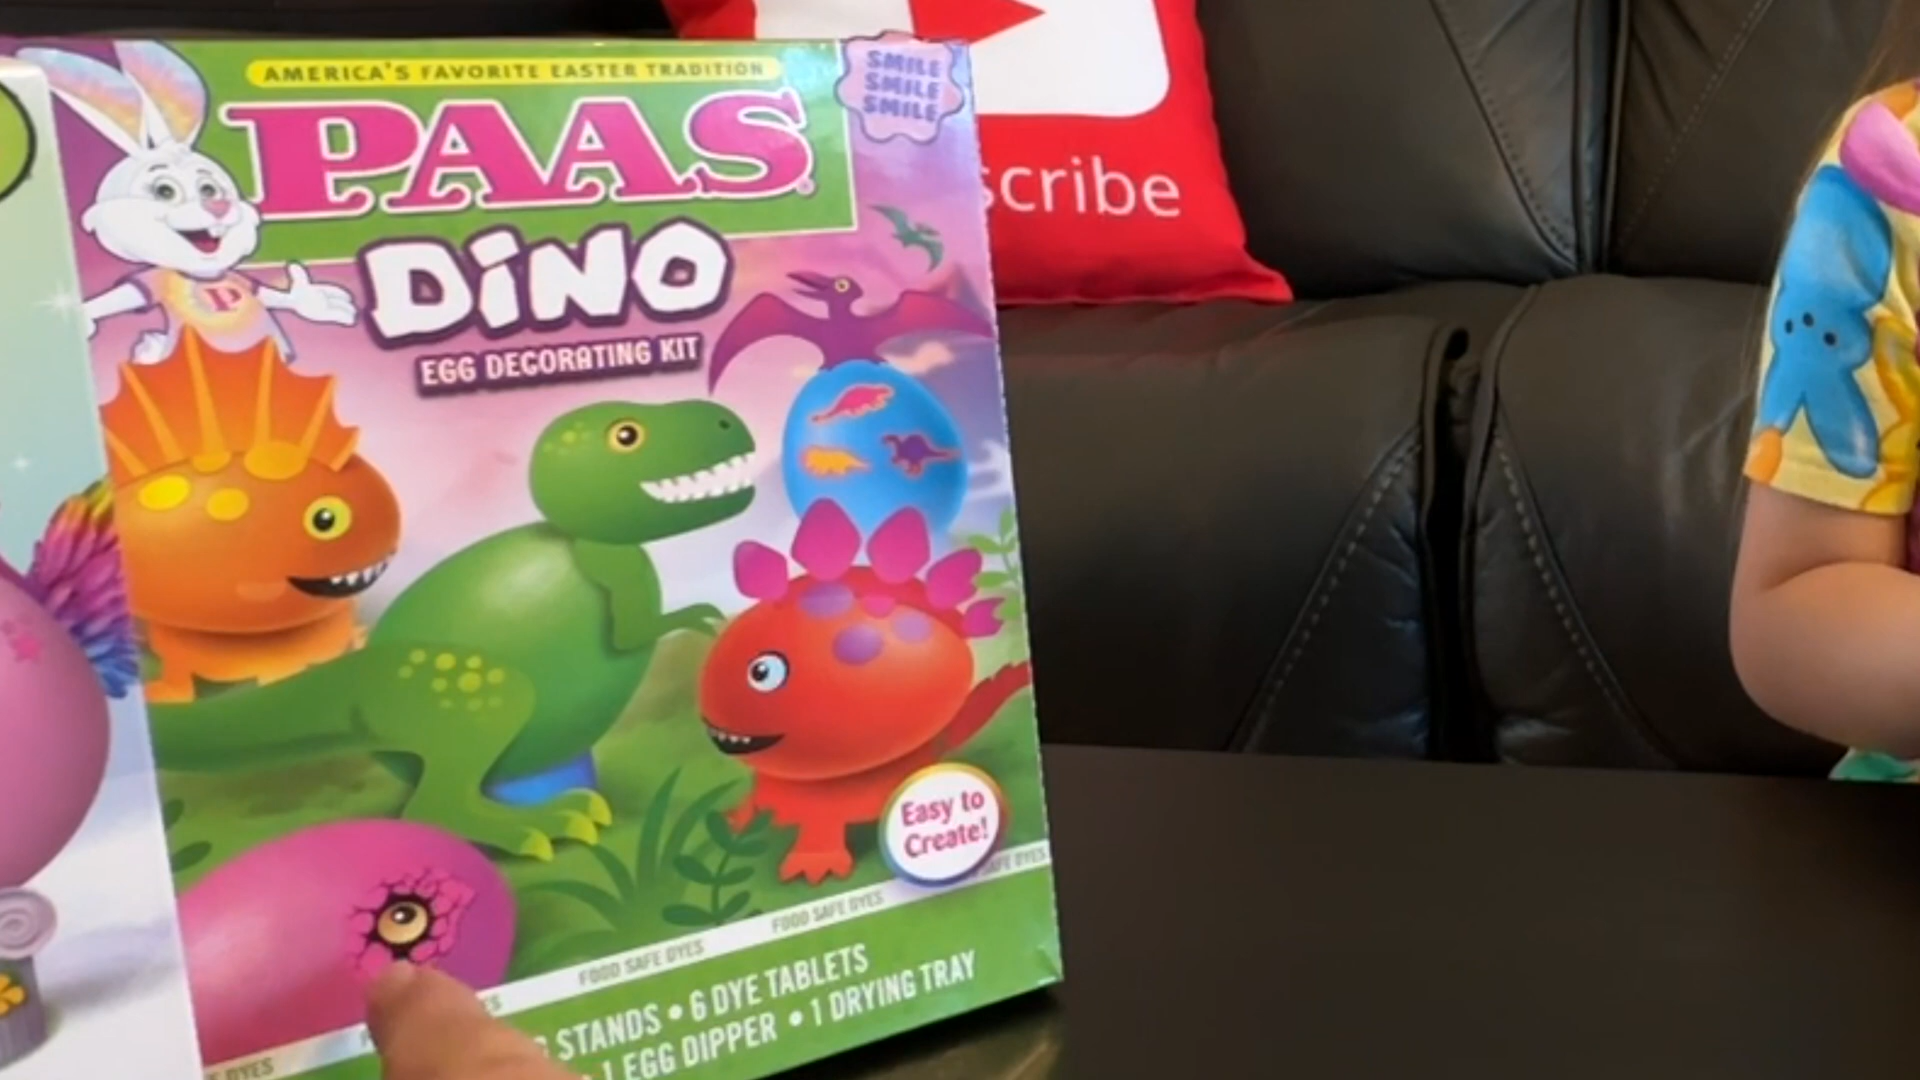 AMERICA'S FAVORITE EASTER TRADITION
PAAS®
SMILE
SMILE
SMILE
scribe
P
DiNO
EGG DECORATING KIT
Easy to
Create!
FOOD SAFE DYES FOOD SAFE DYES SAFE DYES
DYES
STANDS • 6 DYE TABLETS
• 1 EGG DIPPER • 1 DRYING TRAY